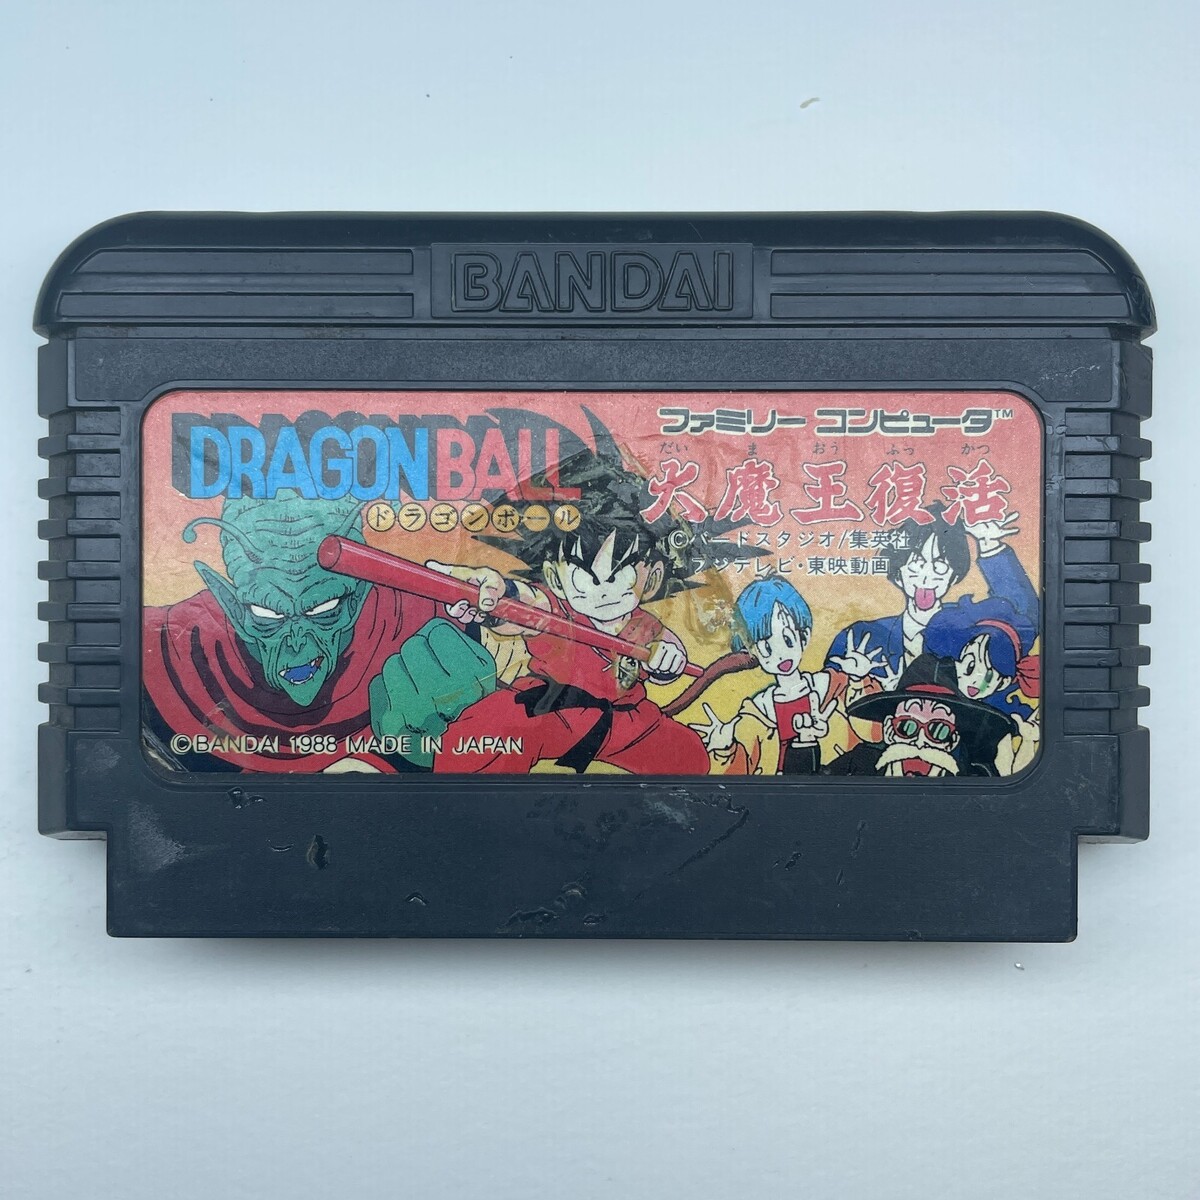 BANDAI
DRAGON BALL
ドラゴンボール
ファミリー コンピュータ™
だい ま おう ふっ かつ
大魔王復活
©バードスタジオ/集英社
フジテレビ・東映動画
©BANDAI 1988 MADE IN JAPAN